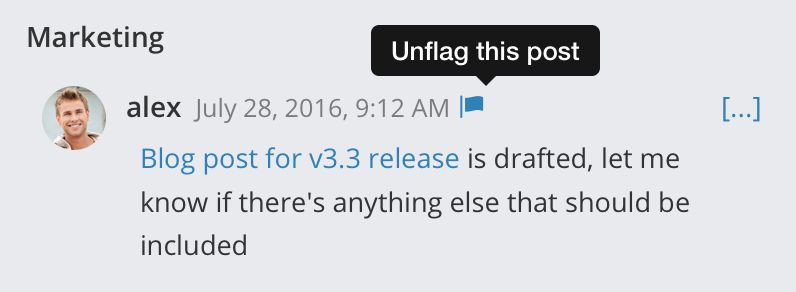 Marketing
Unflag this post
alex July 28, 2016, 9:12 AM [...]
Blog post for v3.3 release is drafted, let me
know if there's anything else that should be
included